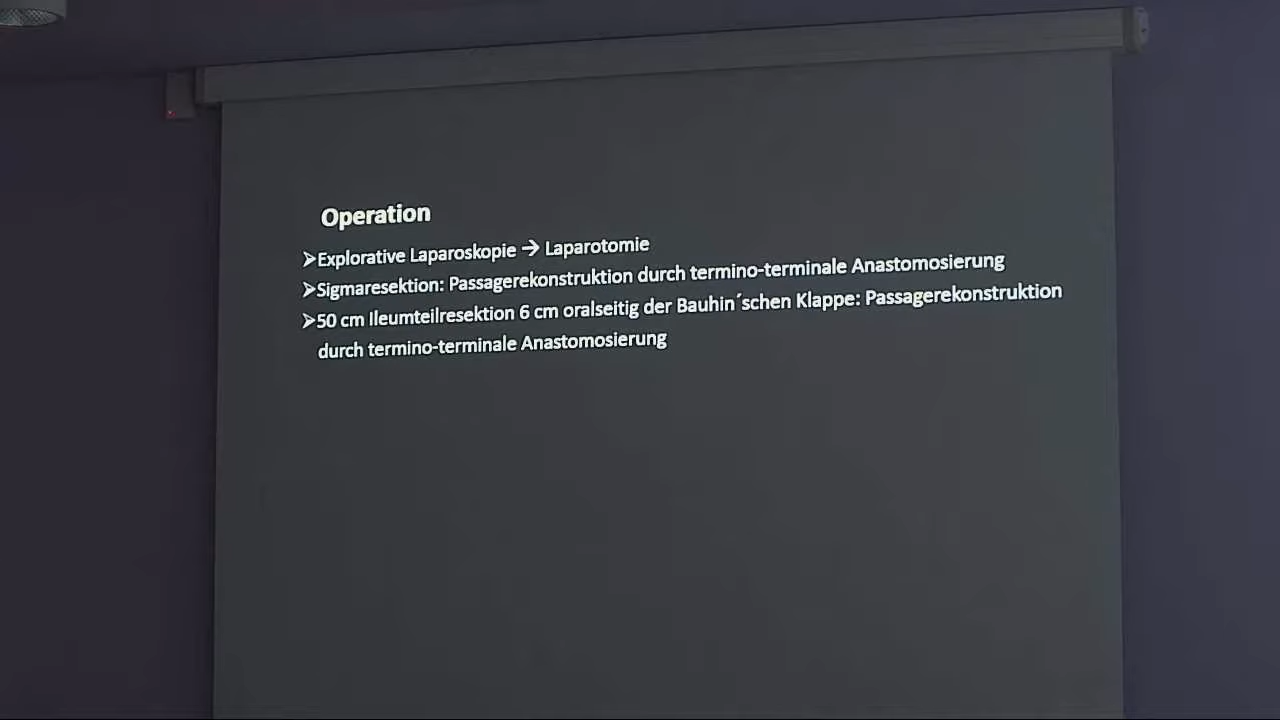 Operation
➢Explorative Laparoskopie → Laparotomie
➢Sigmaresektion: Passagerekonstruktion durch termino-terminale Anastomosierung
➢50 cm Ileumteilresektion 6 cm oralseitig der Bauhin´schen Klappe: Passagerekonstruktion
durch termino-terminale Anastomosierung